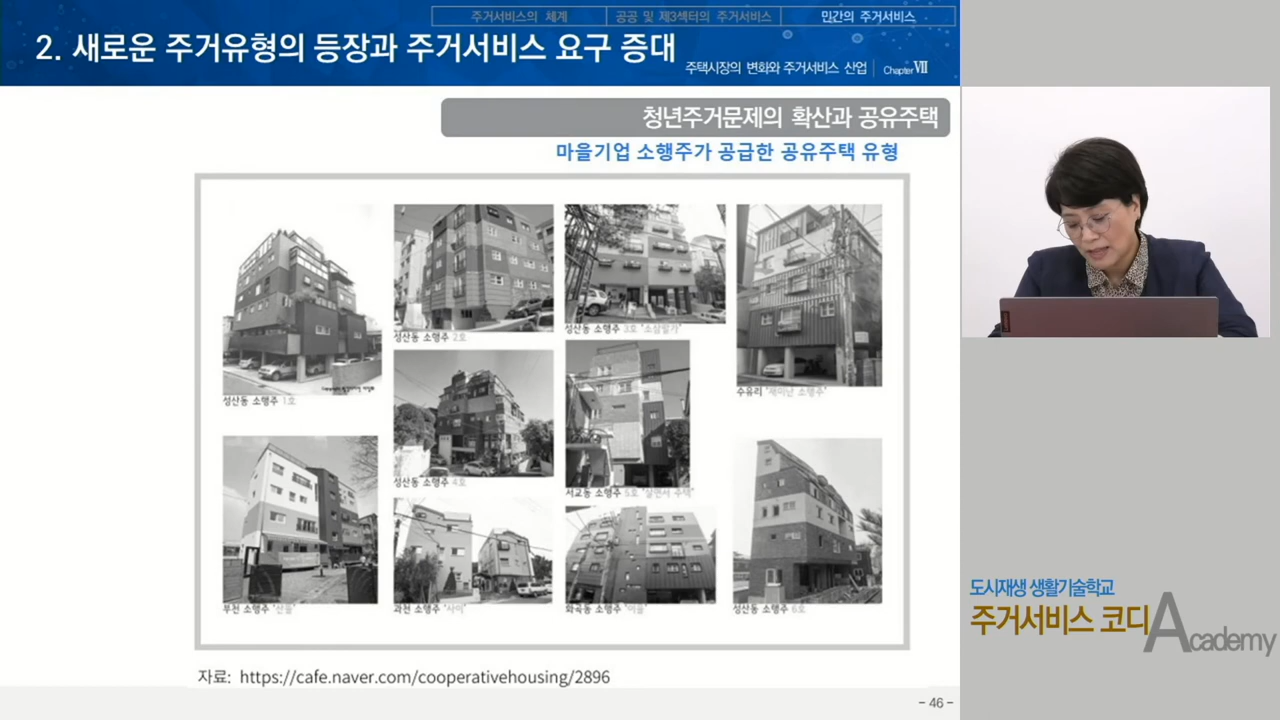 주거서비스의 체계
공공 및 제3섹터의 주거서비스
민간의 주거서비스
2. 새로운 주거유형의 등장과 주거서비스 요구 증대
주택시장의 변화와 주거서비스 산업
Chapter Ⅶ
청년주거문제의 확산과 공유주택
마을기업 소행주가 공급한 공유주택 유형
성산동 소행주 1호
성산동 소행주 2호
성산동 소행주 3호
수유리 '재미난 소행주'
성산동 소행주 4호
서교동 소행주 5호 '살면서 주택'
부천 소행주 '산뜰'
과천 소행주
화곡동 소행주
성산동 소행주 6호
자료: https://cafe.naver.com/cooperativehousing/2896
- 46 -
도시재생 생활기술학교
주거서비스 코디 Academy